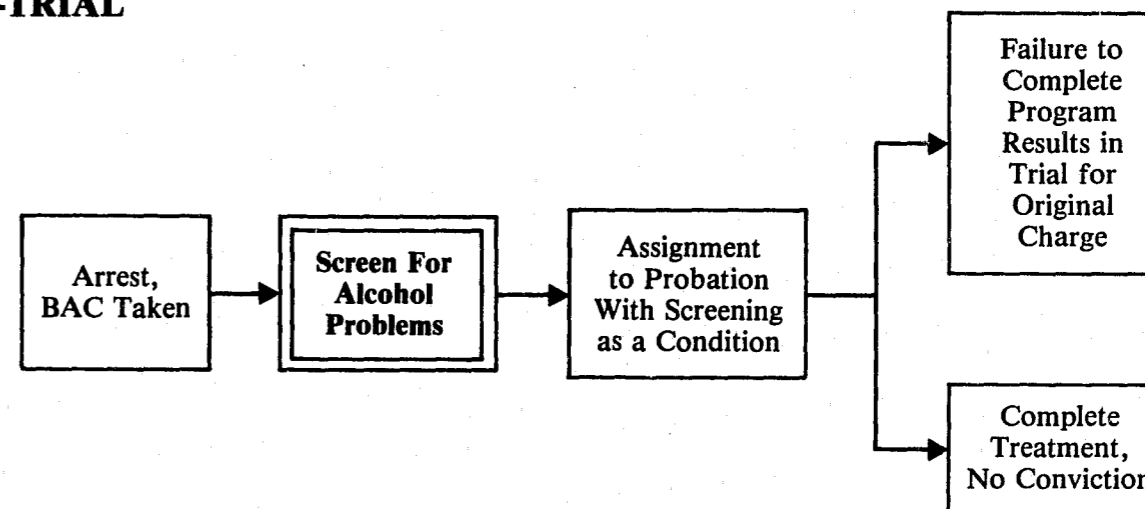 -TRIAL
Arrest,
BAC Taken
Screen For
Alcohol
Problems
Assignment
to Probation
With Screening
as a Condition
Failure to
Complete
Program
Results in
Trial for
Original
Charge
Complete
Treatment,
No Conviction